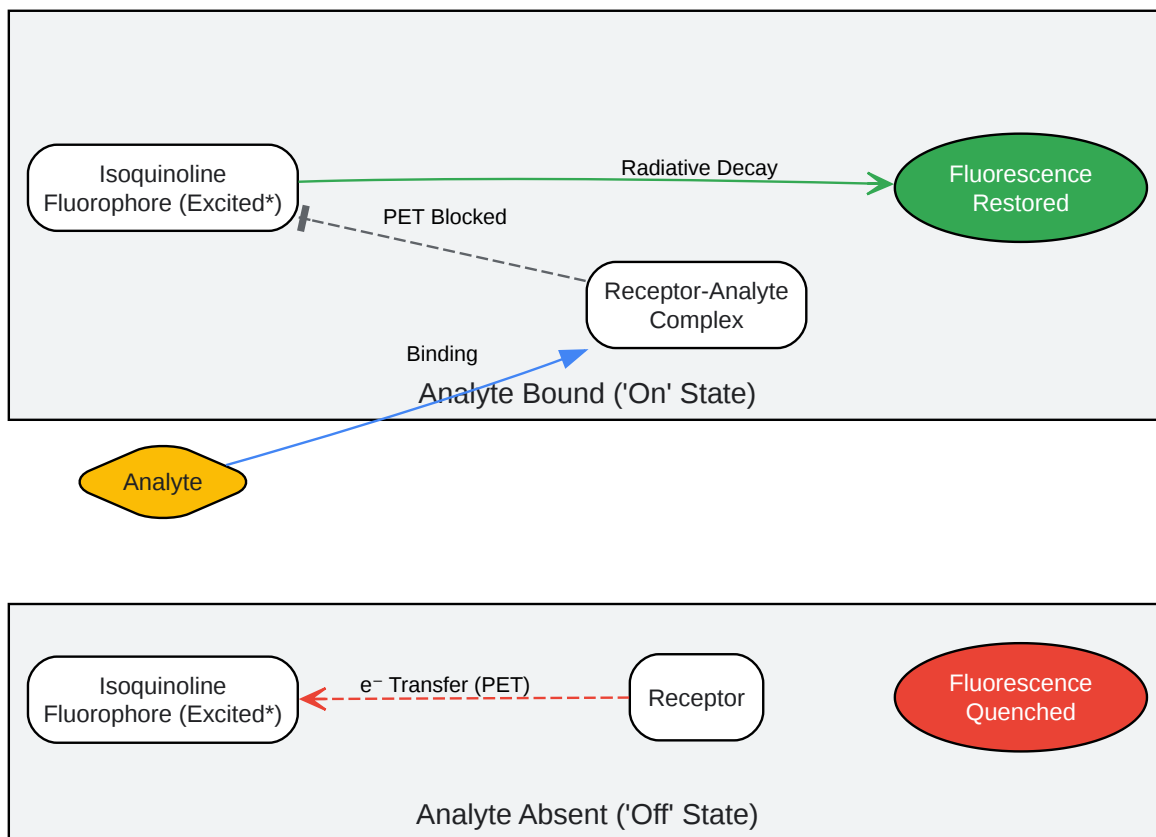 Isoquinoline
Fluorophore (Excited*)
Radiative Decay
Fluorescence
Restored
PET Blocked
Receptor-Analyte
Complex
Binding
Analyte Bound ('On' State)
Analyte
Isoquinoline
Fluorophore (Excited*)
e⁻ Transfer (PET)
Receptor
Fluorescence
Quenched
Analyte Absent ('Off' State)